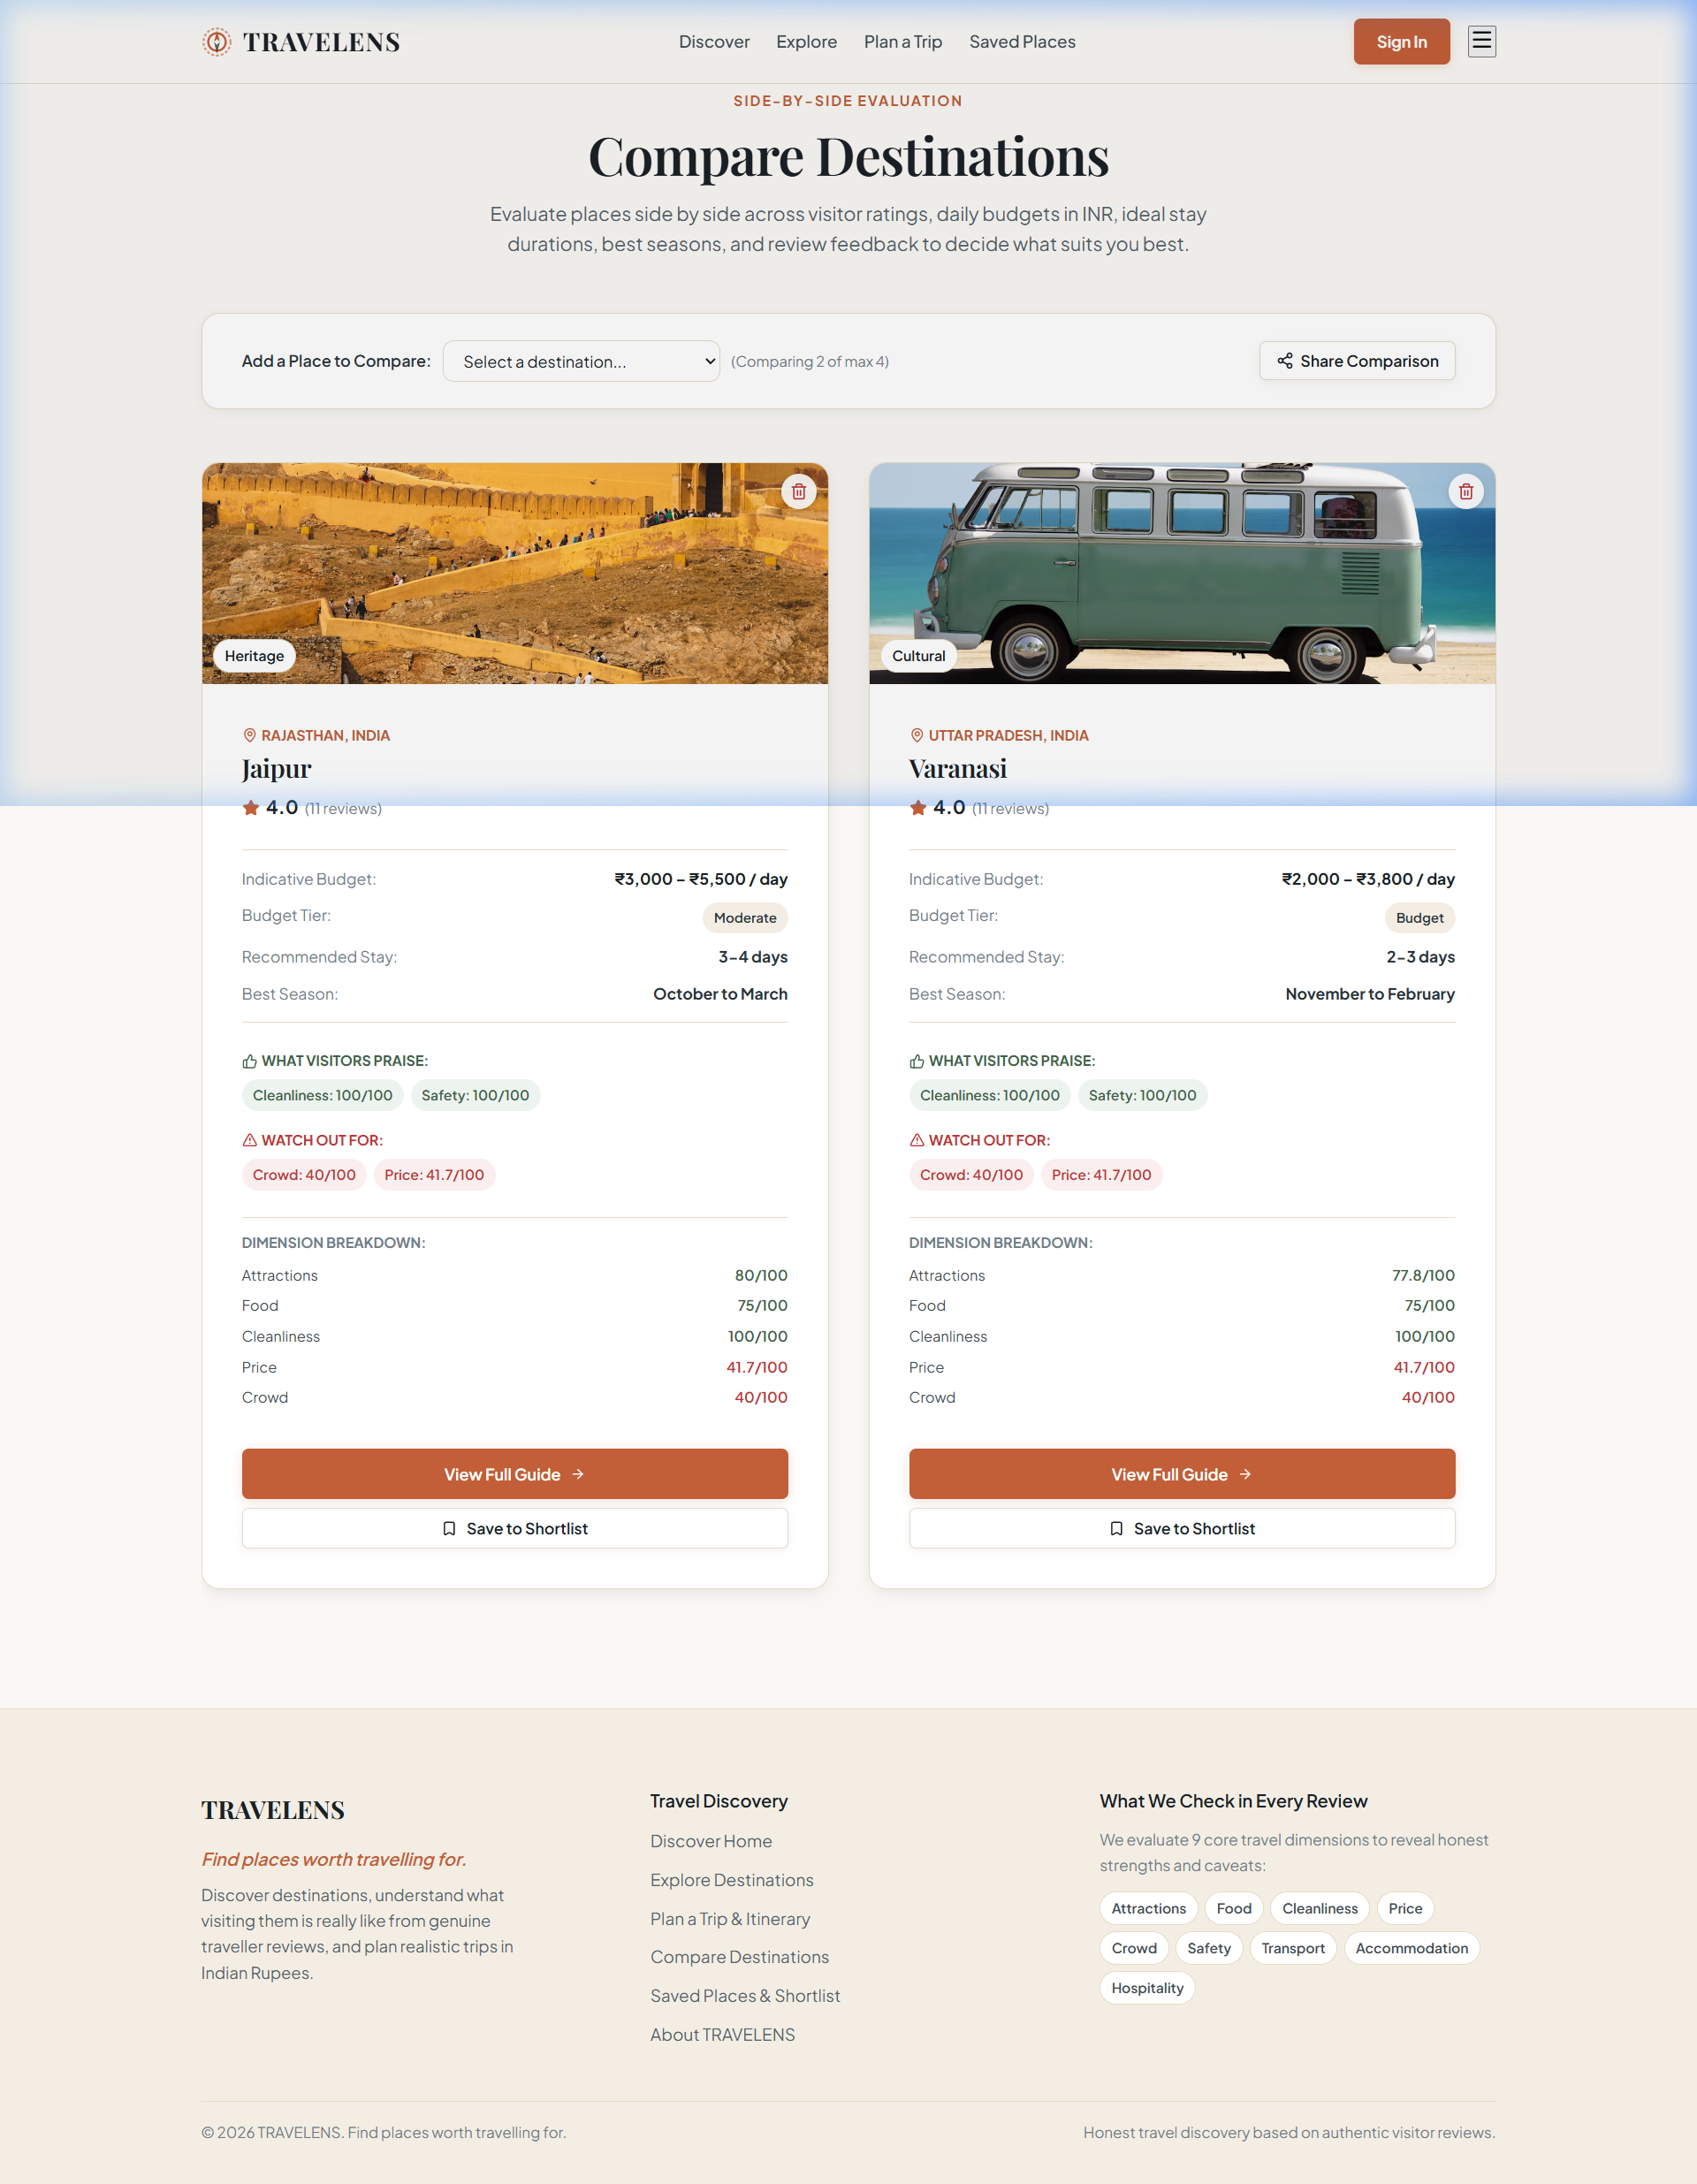 TRAVELENS
Discover
Explore
Plan a Trip
Saved Places
Sign In
SIDE-BY-SIDE EVALUATION
Compare Destinations
Evaluate places side by side across visitor ratings, daily budgets in INR, ideal stay
durations, best seasons, and review feedback to decide what suits you best.
Add a Place to Compare:
Select a destination...
(Comparing 2 of max 4)
Share Comparison
Heritage
RAJASTHAN, INDIA
Jaipur
4.0 (11 reviews)
Indicative Budget: ₹3,000 – ₹5,500 / day
Budget Tier: Moderate
Recommended Stay: 3–4 days
Best Season: October to March
WHAT VISITORS PRAISE:
Cleanliness: 100/100 Safety: 100/100
WATCH OUT FOR:
Crowd: 40/100 Price: 41.7/100
DIMENSION BREAKDOWN:
Attractions 80/100
Food 75/100
Cleanliness 100/100
Price 41.7/100
Crowd 40/100
View Full Guide
Save to Shortlist
Cultural
UTTAR PRADESH, INDIA
Varanasi
4.0 (11 reviews)
Indicative Budget: ₹2,000 – ₹3,800 / day
Budget Tier: Budget
Recommended Stay: 2–3 days
Best Season: November to February
WHAT VISITORS PRAISE:
Cleanliness: 100/100 Safety: 100/100
WATCH OUT FOR:
Crowd: 40/100 Price: 41.7/100
DIMENSION BREAKDOWN:
Attractions 77.8/100
Food 75/100
Cleanliness 100/100
Price 41.7/100
Crowd 40/100
View Full Guide
Save to Shortlist
TRAVELENS
Find places worth travelling for.
Discover destinations, understand what
visiting them is really like from genuine
traveller reviews, and plan realistic trips in
Indian Rupees.
Travel Discovery
Discover Home
Explore Destinations
Plan a Trip & Itinerary
Compare Destinations
Saved Places & Shortlist
About TRAVELENS
What We Check in Every Review
We evaluate 9 core travel dimensions to reveal honest
strengths and caveats:
Attractions Food Cleanliness Price
Crowd Safety Transport Accommodation
Hospitality
© 2026 TRAVELENS. Find places worth travelling for.
Honest travel discovery based on authentic visitor reviews.